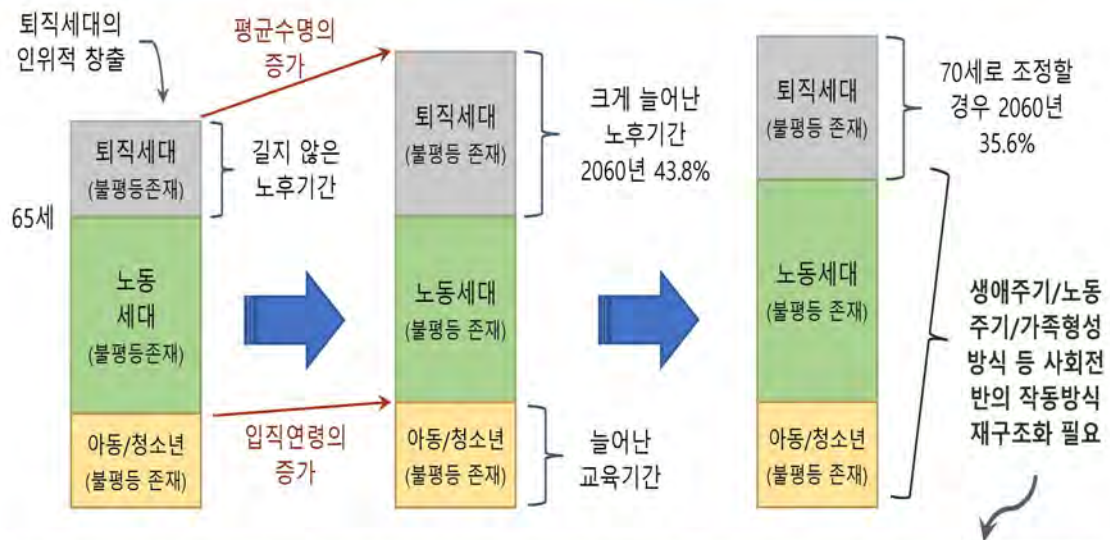 퇴직세대의
인위적 창출
평균수명의
증가
퇴직세대
(불평등존재)
길지 않은
노후기간
65세
노동
세대
(불평등존재)
아동/청소년
(불평등 존재)
입직연령의
증가
퇴직세대
(불평등 존재)
크게 늘어난
노후기간
2060년 43.8%
노동세대
(불평등 존재)
아동/청소년
(불평등 존재)
늘어난
교육기간
퇴직세대
(불평등 존재)
70세로 조정할
경우 2060년
35.6%
노동세대
(불평등 존재)
아동/청소년
(불평등 존재)
생애주기/노동
주기/가족형성
방식 등 사회전
반의 작동방식
재구조화 필요